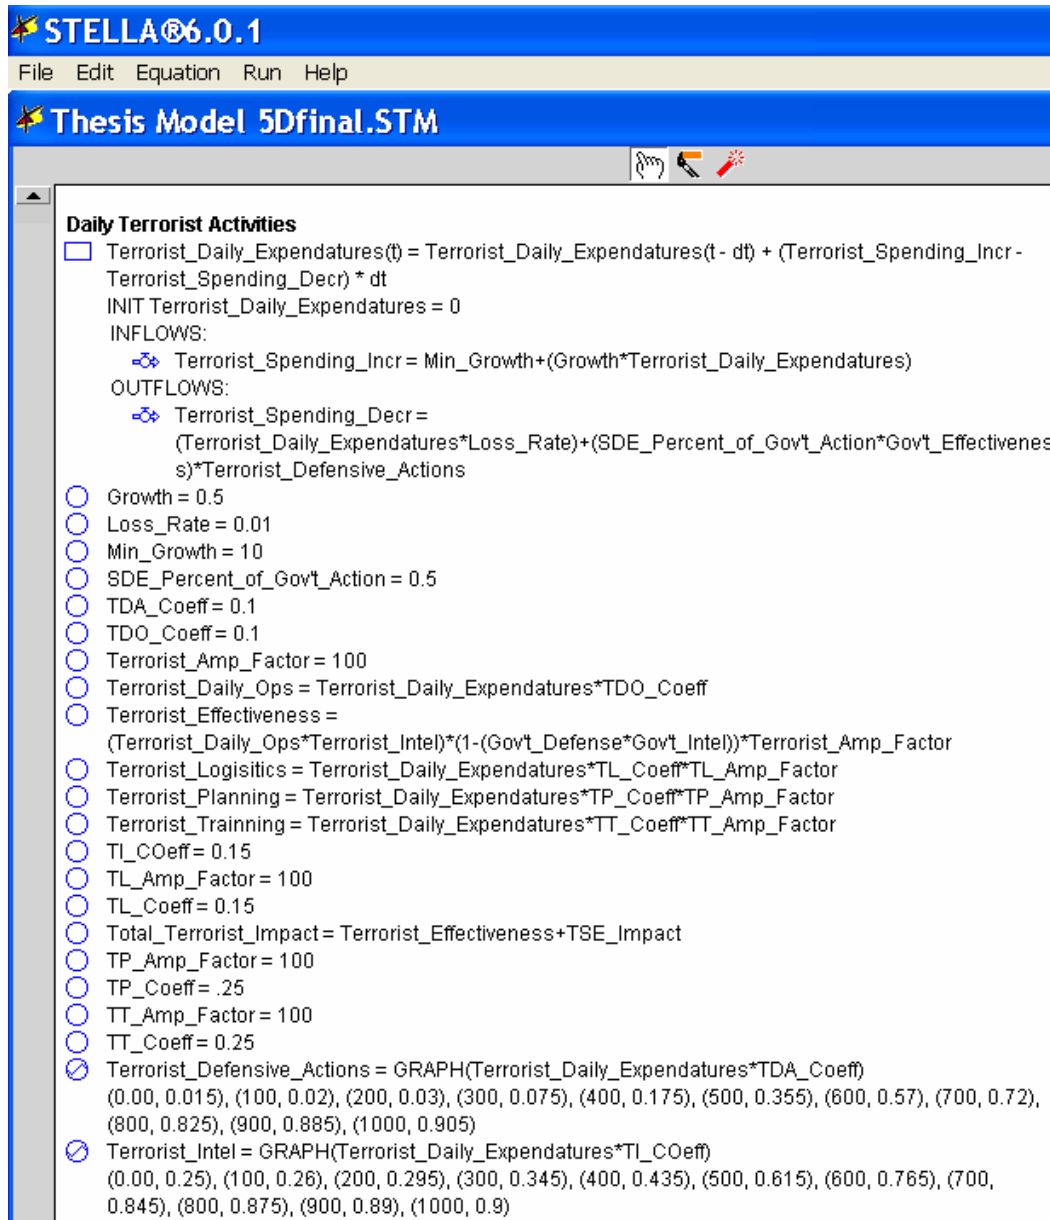 STELLA®6.0.1
File Edit Equation Run Help
Thesis Model 5Dfinal.STM
Daily Terrorist Activities
Terrorist_Daily_Expendatures(t) = Terrorist_Daily_Expendatures(t - dt) + (Terrorist_Spending_Incr -
Terrorist_Spending_Decr) * dt
INIT Terrorist_Daily_Expendatures = 0
INFLOWS:
Terrorist_Spending_Incr = Min_Growth+(Growth*Terrorist_Daily_Expendatures)
OUTFLOWS:
Terrorist_Spending_Decr =
(Terrorist_Daily_Expendatures*Loss_Rate)+(SDE_Percent_of_Gov't_Action*Gov't_Effectivenes
s)*Terrorist_Defensive_Actions
Growth = 0.5
Loss_Rate = 0.01
Min_Growth = 10
SDE_Percent_of_Gov't_Action = 0.5
TDA_Coeff = 0.1
TDO_Coeff = 0.1
Terrorist_Amp_Factor = 100
Terrorist_Daily_Ops = Terrorist_Daily_Expendatures*TDO_Coeff
Terrorist_Effectiveness =
(Terrorist_Daily_Ops*Terrorist_Intel)*(1-(Gov't_Defense*Gov't_Intel))*Terrorist_Amp_Factor
Terrorist_Logisitics = Terrorist_Daily_Expendatures*TL_Coeff*TL_Amp_Factor
Terrorist_Planning = Terrorist_Daily_Expendatures*TP_Coeff*TP_Amp_Factor
Terrorist_Trainning = Terrorist_Daily_Expendatures*TT_Coeff*TT_Amp_Factor
TI_COeff = 0.15
TL_Amp_Factor = 100
TL_Coeff = 0.15
Total_Terrorist_Impact = Terrorist_Effectiveness+TSE_Impact
TP_Amp_Factor = 100
TP_Coeff = .25
TT_Amp_Factor = 100
TT_Coeff = 0.25
Terrorist_Defensive_Actions = GRAPH(Terrorist_Daily_Expendatures*TDA_Coeff)
(0.00, 0.015), (100, 0.02), (200, 0.03), (300, 0.075), (400, 0.175), (500, 0.355), (600, 0.57), (700, 0.72),
(800, 0.825), (900, 0.885), (1000, 0.905)
Terrorist_Intel = GRAPH(Terrorist_Daily_Expendatures*TI_COeff)
(0.00, 0.25), (100, 0.26), (200, 0.295), (300, 0.345), (400, 0.435), (500, 0.615), (600, 0.765), (700,
0.845), (800, 0.875), (900, 0.89), (1000, 0.9)